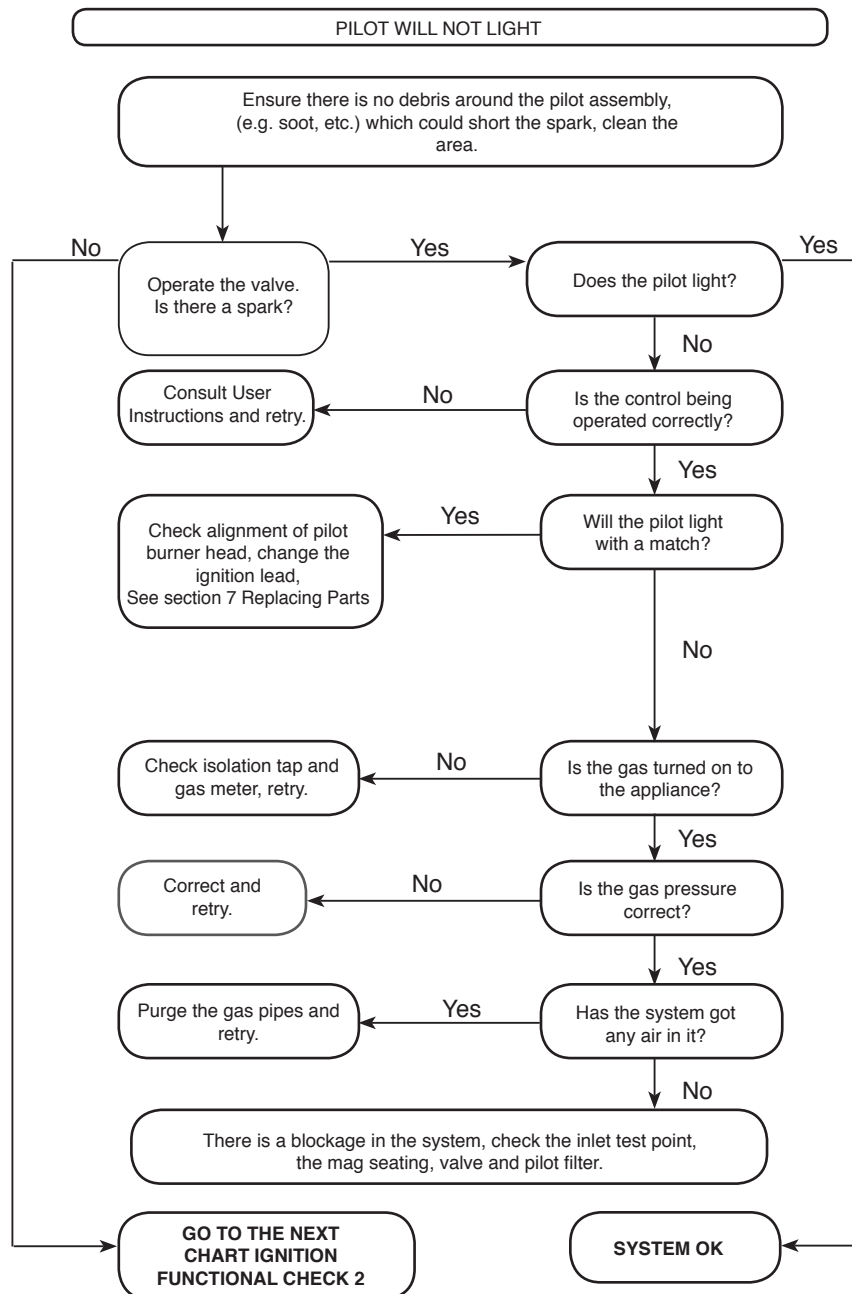 PILOT WILL NOT LIGHT
Ensure there is no debris around the pilot assembly,
(e.g. soot, etc.) which could short the spark, clean the
area.
No
Operate the valve.
Is there a spark?
Yes
Does the pilot light?
Yes
No
Consult User
Instructions and retry.
No
Is the control being
operated correctly?
Yes
Check alignment of pilot
burner head, change the
ignition lead,
See section 7 Replacing Parts
Yes
Will the pilot light
with a match?
No
Check isolation tap and
gas meter, retry.
No
Is the gas turned on to
the appliance?
Yes
Correct and
retry.
No
Is the gas pressure
correct?
Yes
Purge the gas pipes and
retry.
Yes
Has the system got
any air in it?
No
There is a blockage in the system, check the inlet test point,
the mag seating, valve and pilot filter.
GO TO THE NEXT
CHART IGNITION
FUNCTIONAL CHECK 2
SYSTEM OK